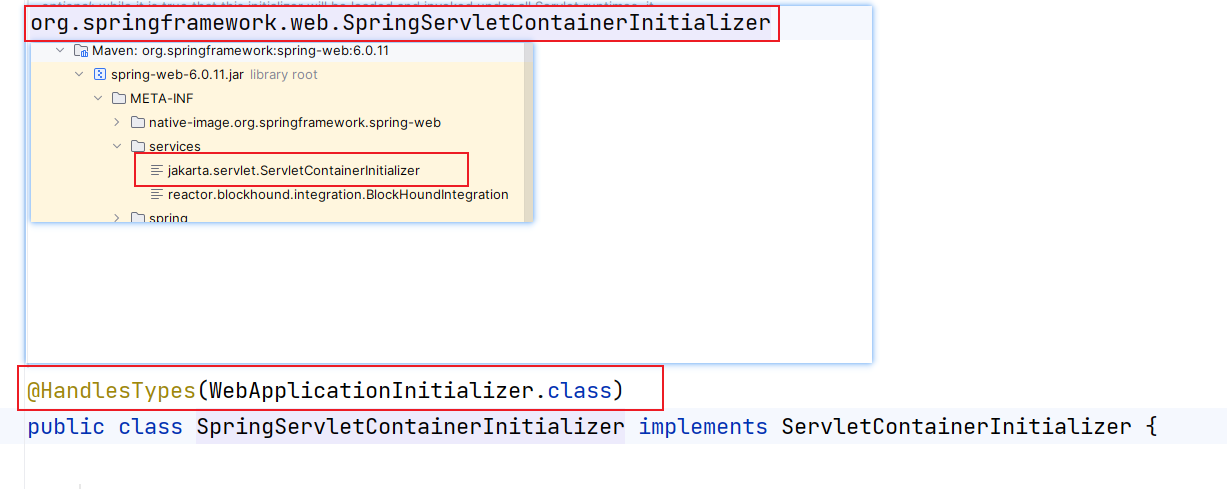 org.springframework.web.SpringServletContainerInitializer
Maven: org.springframework:spring-web:6.0.11
spring-web-6.0.11.jar library root
META-INF
native-image.org.springframework.spring-web
services
jakarta.servlet.ServletContainerInitializer
reactor.blockhound.integration.BlockHoundIntegration
spring
@HandlesTypes(WebApplicationInitializer.class)
public class SpringServletContainerInitializer implements ServletContainerInitializer {